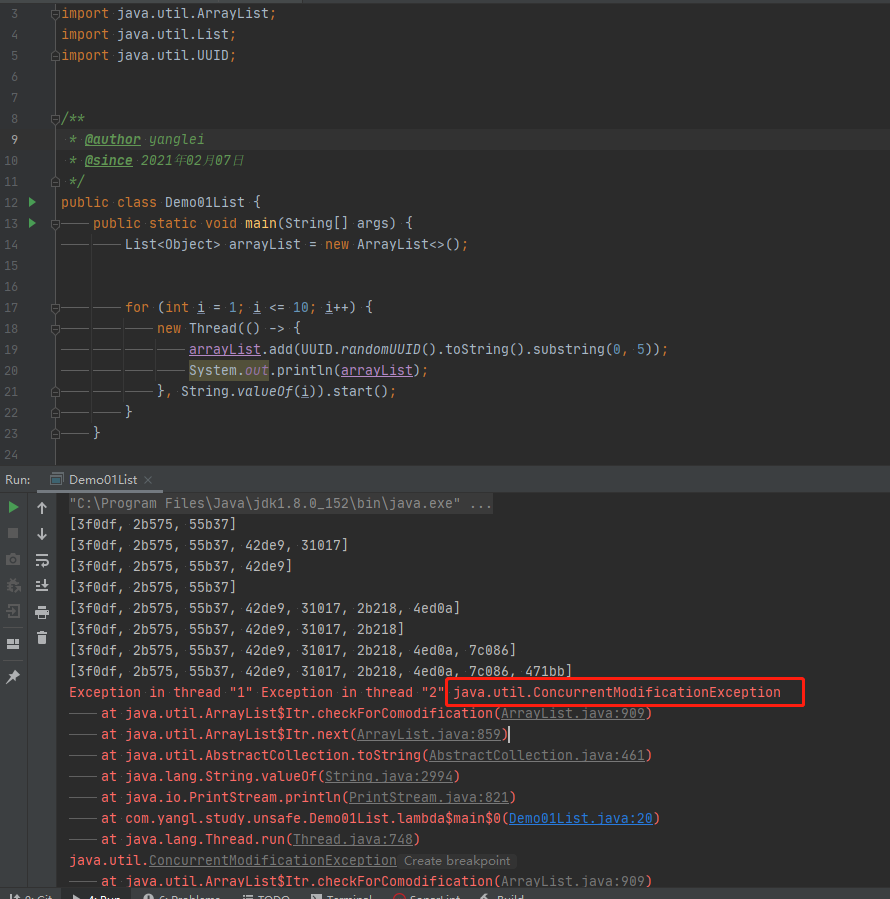 3 import java.util.ArrayList;
4 import java.util.List;
5 import java.util.UUID;
6
7
8 /**
9 * @author yanglei
10 * @since 2021年02月07日
11 */
12 public class Demo01List {
13 public static void main(String[] args) {
14 List<Object> arrayList = new ArrayList<>();
15
16
17 for (int i = 1; i <= 10; i++) {
18 new Thread(() -> {
19 arrayList.add(UUID.randomUUID().toString().substring(0, 5));
20 System.out.println(arrayList);
21 }, String.valueOf(i)).start();
22 }
23 }
24
Run: Demo01List
"C:\Program Files\Java\jdk1.8.0_152\bin\java.exe" ...
[3f0df, 2b575, 55b37]
[3f0df, 2b575, 55b37, 42de9, 31017]
[3f0df, 2b575, 55b37, 42de9]
[3f0df, 2b575, 55b37]
[3f0df, 2b575, 55b37, 42de9, 31017, 2b218, 4ed0a]
[3f0df, 2b575, 55b37, 42de9, 31017, 2b218]
[3f0df, 2b575, 55b37, 42de9, 31017, 2b218, 4ed0a, 7c086]
[3f0df, 2b575, 55b37, 42de9, 31017, 2b218, 4ed0a, 7c086, 471bb]
Exception in thread "1" Exception in thread "2" java.util.ConcurrentModificationException
at java.util.ArrayList$Itr.checkForComodification(ArrayList.java:909)
at java.util.ArrayList$Itr.next(ArrayList.java:859)
at java.util.AbstractCollection.toString(AbstractCollection.java:461)
at java.lang.String.valueOf(String.java:2994)
at java.io.PrintStream.println(PrintStream.java:821)
at com.yangl.study.unsafe.Demo01List.lambda$main$0(Demo01List.java:20)
at java.lang.Thread.run(Thread.java:748)
java.util.ConcurrentModificationException Create breakpoint
at java.util.ArrayList$Itr.checkForComodification(ArrayList.java:909)
9: Git 4: Run 6: Problems TODO Terminal SonarLint Build